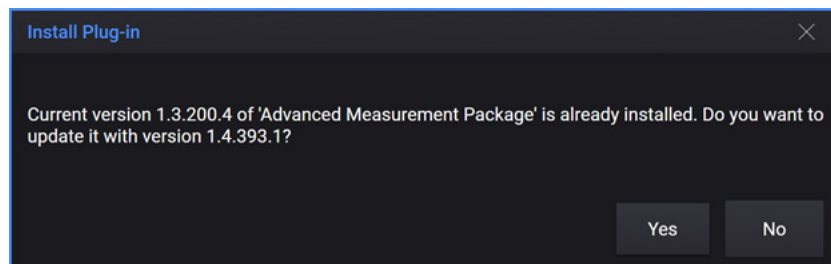 Install Plug-in
Current version 1.3.200.4 of 'Advanced Measurement Package' is already installed. Do you want to
update it with version 1.4.393.1?
Yes No